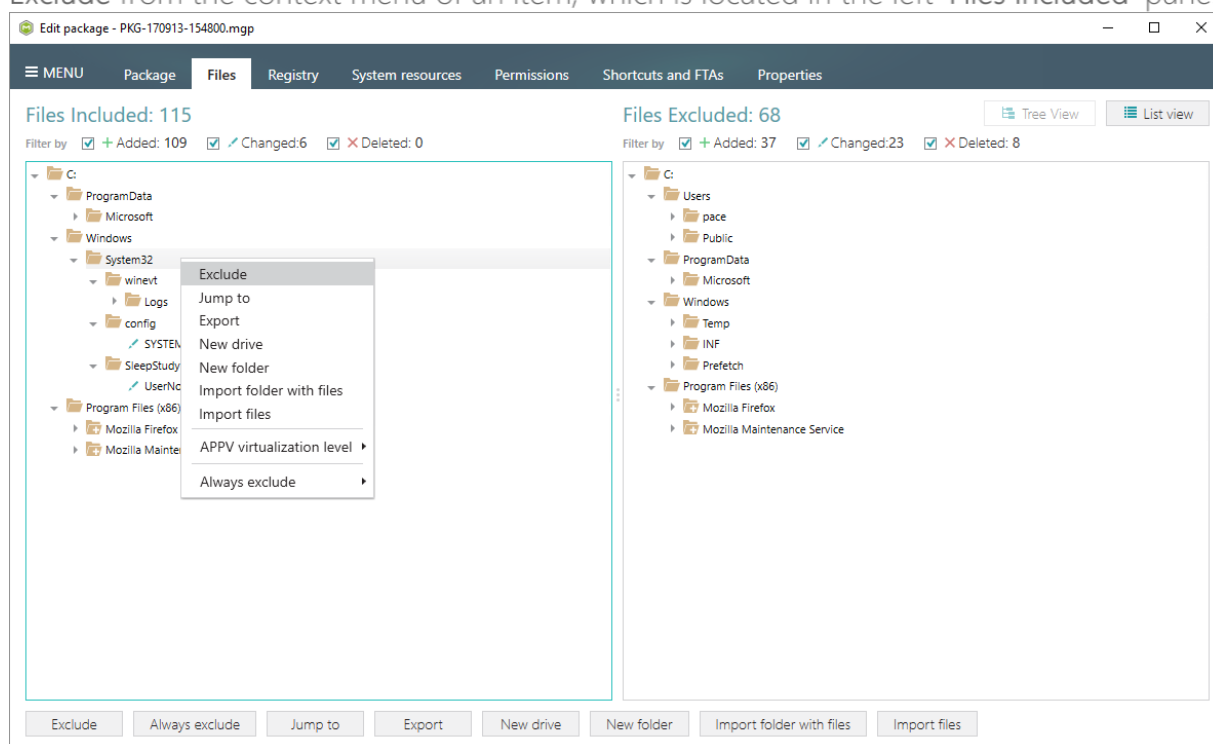 Exclude from the context menu of an item, which is located in the left 'Files Included' pane
Edit package - PKG-170913-154800.mgp
MENU Package Files Registry System resources Permissions Shortcuts and FTAs Properties
Files Included: 115
Filter by + Added: 109 Changed:6 Deleted: 0
C:
ProgramData
Microsoft
Windows
System32
winevt
Logs
config
SYSTEM
SleepStudy
UserNo
Program Files (x86)
Mozilla Firefox
Mozilla Mainte
Exclude
Jump to
Export
New drive
New folder
Import folder with files
Import files
APPV virtualization level
Always exclude
Files Excluded: 68
Tree View List view
Filter by + Added: 37 Changed:23 Deleted: 8
C:
Users
pace
Public
ProgramData
Microsoft
Windows
Temp
INF
Prefetch
Program Files (x86)
Mozilla Firefox
Mozilla Maintenance Service
Exclude Always exclude Jump to Export New drive New folder Import folder with files Import files